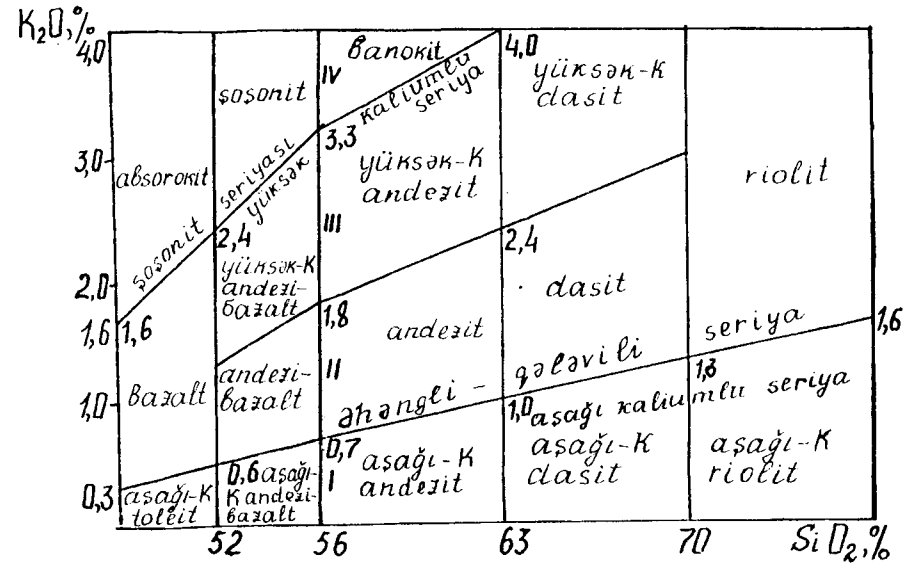 K₂O,%
4,0
3,0
2,0
1,6
1,0
0,3
absorokit
şoşonit
seriyası
yüksək
kaliumlu
seriya
1,6
Bazalt
aşağı-K
toleit
şoşonit
2,4
yüksək-K
andezi-
bazalt
andezi-
bazalt
0,6 aşağı-
K andezi-
bazalt
Banokit
IV
3,3
yüksək-K
andezit
III
1,8
andezit
II
əhəngli - qələvili seriya
0,7
aşağı-K
andezit
I
4,0
yüksək-K
dasit
2,4
dasit
1,0
aşağı kaliumlu seriya
aşağı-K
dasit
riolit
1,3
aşağı-K
riolit
1,6
52
56
63
70
SiO₂,%